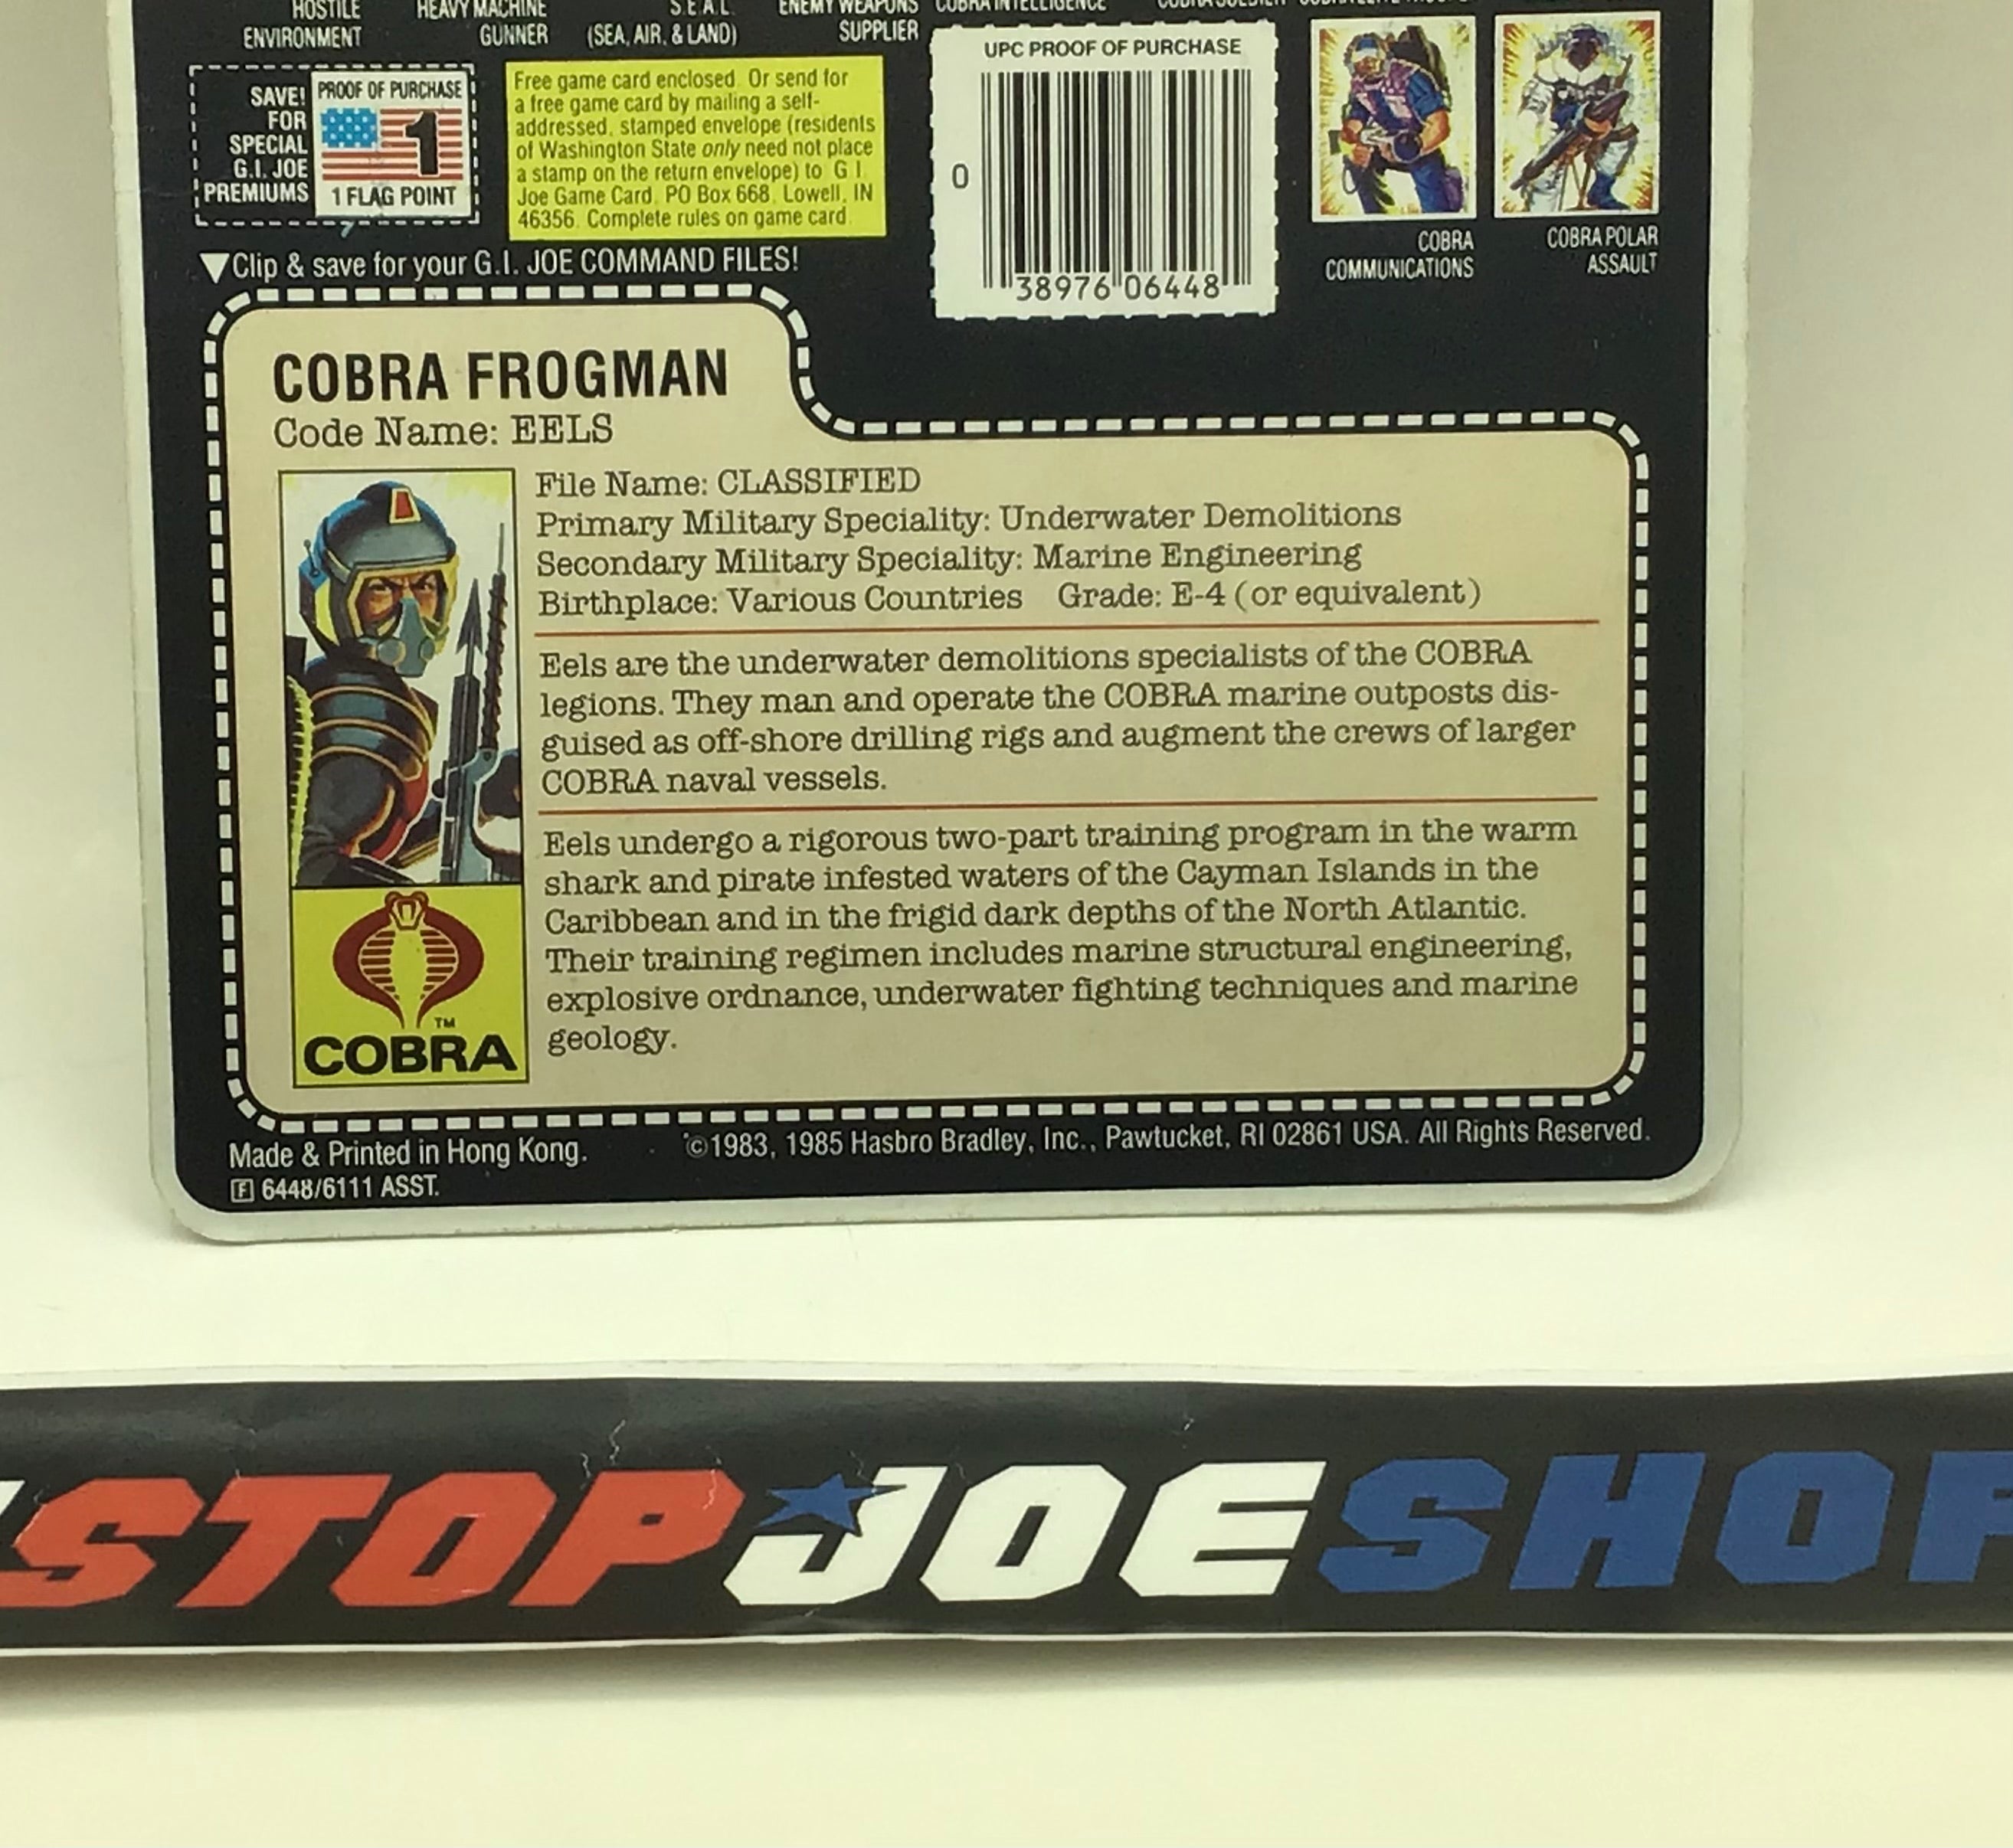 HOSTILE
ENVIRONMENT
HEAVY MACHINE
GUNNER
S.E.A.L.
(SEA, AIR, & LAND)
ENEMY WEAPONS
SUPPLIER
COBRA INTELLIGENCE
COBRA SOLDIER
SAVE!
FOR
SPECIAL
G.I. JOE
PREMIUMS
PROOF OF PURCHASE
1
1 FLAG POINT
Free game card enclosed. Or send for
a free game card by mailing a self-
addressed, stamped envelope (residents
of Washington State only need not place
a stamp on the return envelope) to G I
Joe Game Card, PO Box 668, Lowell, IN
46356. Complete rules on game card.
UPC PROOF OF PURCHASE
0
38976 06448
COBRA
COMMUNICATIONS
COBRA POLAR
ASSAULT
▼Clip & save for your G.I. JOE COMMAND FILES!
COBRA FROGMAN
Code Name: EELS
File Name: CLASSIFIED
Primary Military Speciality: Underwater Demolitions
Secondary Military Speciality: Marine Engineering
Birthplace: Various Countries Grade: E-4 (or equivalent)
Eels are the underwater demolitions specialists of the COBRA
legions. They man and operate the COBRA marine outposts dis-
guised as off-shore drilling rigs and augment the crews of larger
COBRA naval vessels.
Eels undergo a rigorous two-part training program in the warm
shark and pirate infested waters of the Cayman Islands in the
Caribbean and in the frigid dark depths of the North Atlantic.
Their training regimen includes marine structural engineering,
explosive ordnance, underwater fighting techniques and marine
geology.
TM
COBRA
Made & Printed in Hong Kong.
©1983, 1985 Hasbro Bradley, Inc., Pawtucket, RI 02861 USA. All Rights Reserved.
F 6448/6111 ASST.
STOPJOESHOP